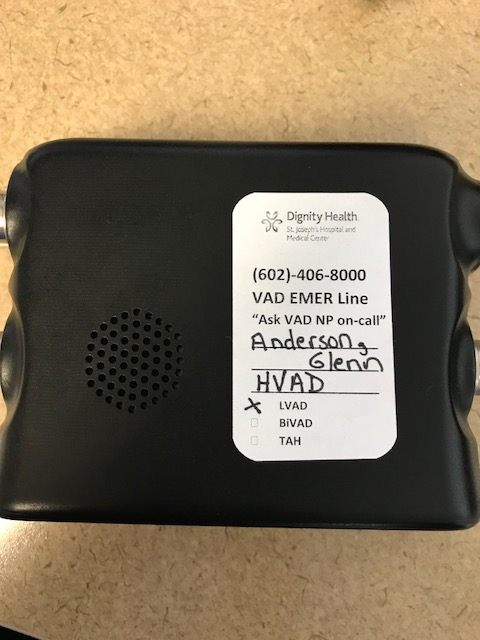 Dignity Health
St. Joseph's Hospital and
Medical Center
(602)-406-8000
VAD EMER Line
"Ask VAD NP on-call"
Anderson,
Glenn
HVAD
X LVAD
BiVAD
TAH